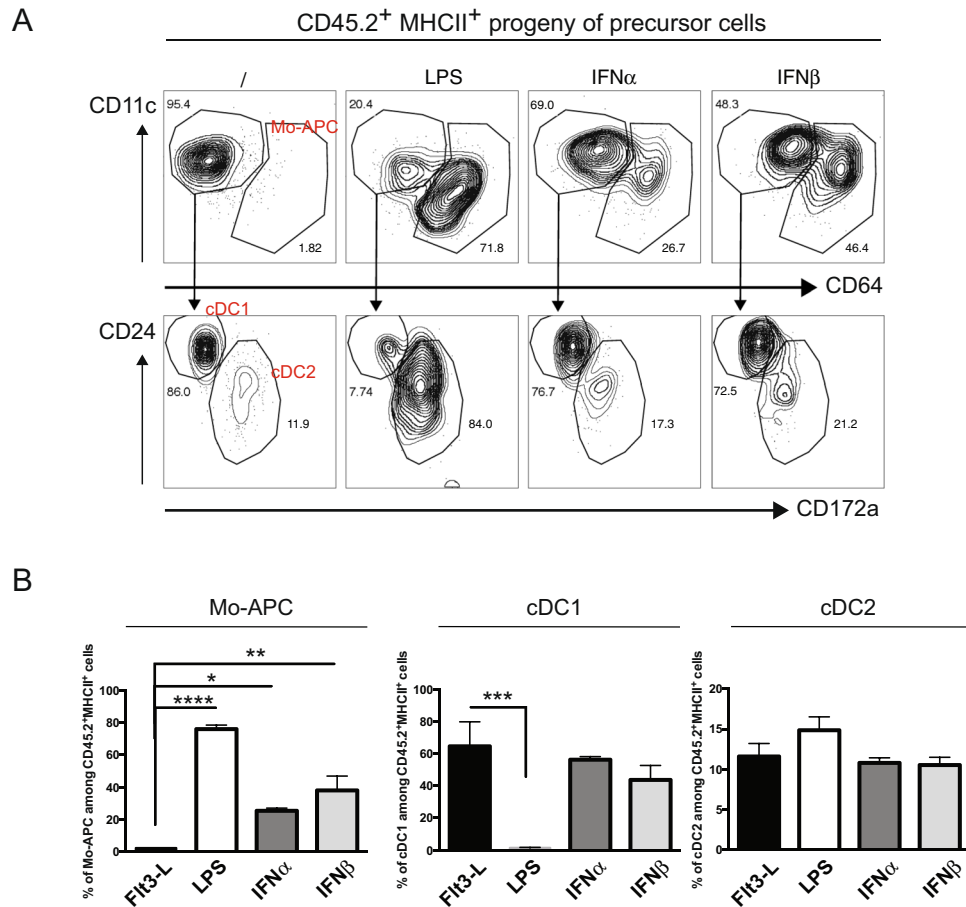 A
CD45.2+ MHCII+ progeny of precursor cells
/ LPS IFNα IFNβ
CD11c
95.4 Mo-APC 1.82
20.4 71.8
69.0 26.7
48.3 46.4
CD64
CD24
cDC1 cDC2 86.0 11.9
7.74 84.0
76.7 17.3
72.5 21.2
CD172a
B
Mo-APC
% of Mo-APC among CD45.2+MHCII+ cells
100
80
60
40
20
0
**
*
****
Flt3-L LPS IFNα IFNβ
cDC1
% of cDC1 among CD45.2+MHCII+ cells
100
80
60
40
20
0
***
Flt3-L LPS IFNα IFNβ
cDC2
% of cDC2 among CD45.2+MHCII+ cells
20
15
10
5
0
Flt3-L LPS IFNα IFNβ